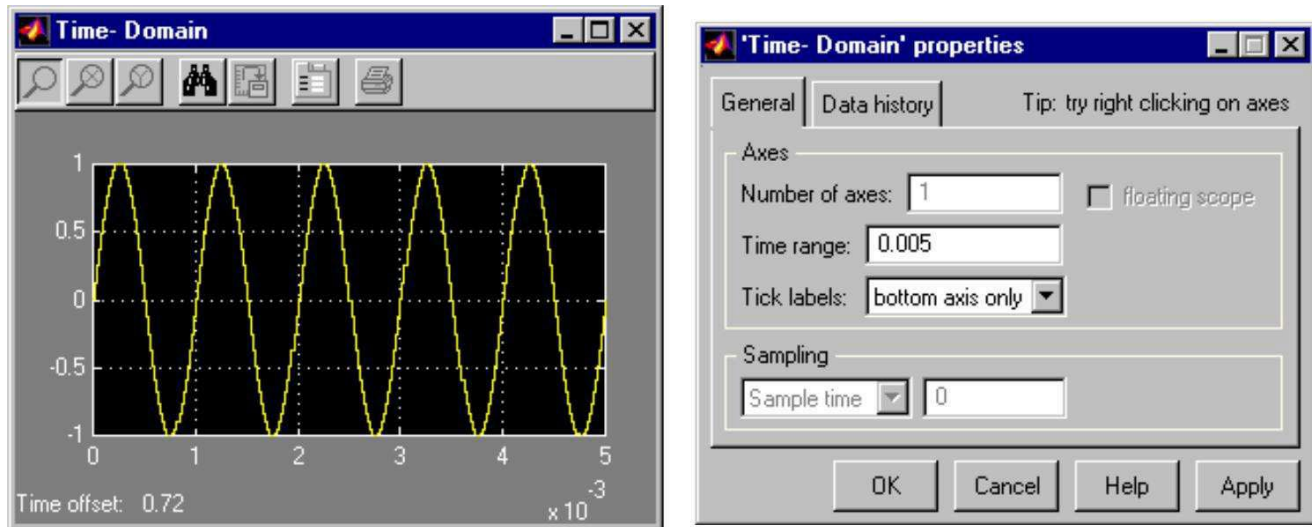 Time- Domain
1
0.5
0
-0.5
-1
0 1 2 3 4 5
Time offset: 0.72
x 10
-3
'Time- Domain' properties
General Data history Tip: try right clicking on axes
Axes
Number of axes: 1 floating scope
Time range: 0.005
Tick labels: bottom axis only
Sampling
Sample time 0
OK Cancel Help Apply